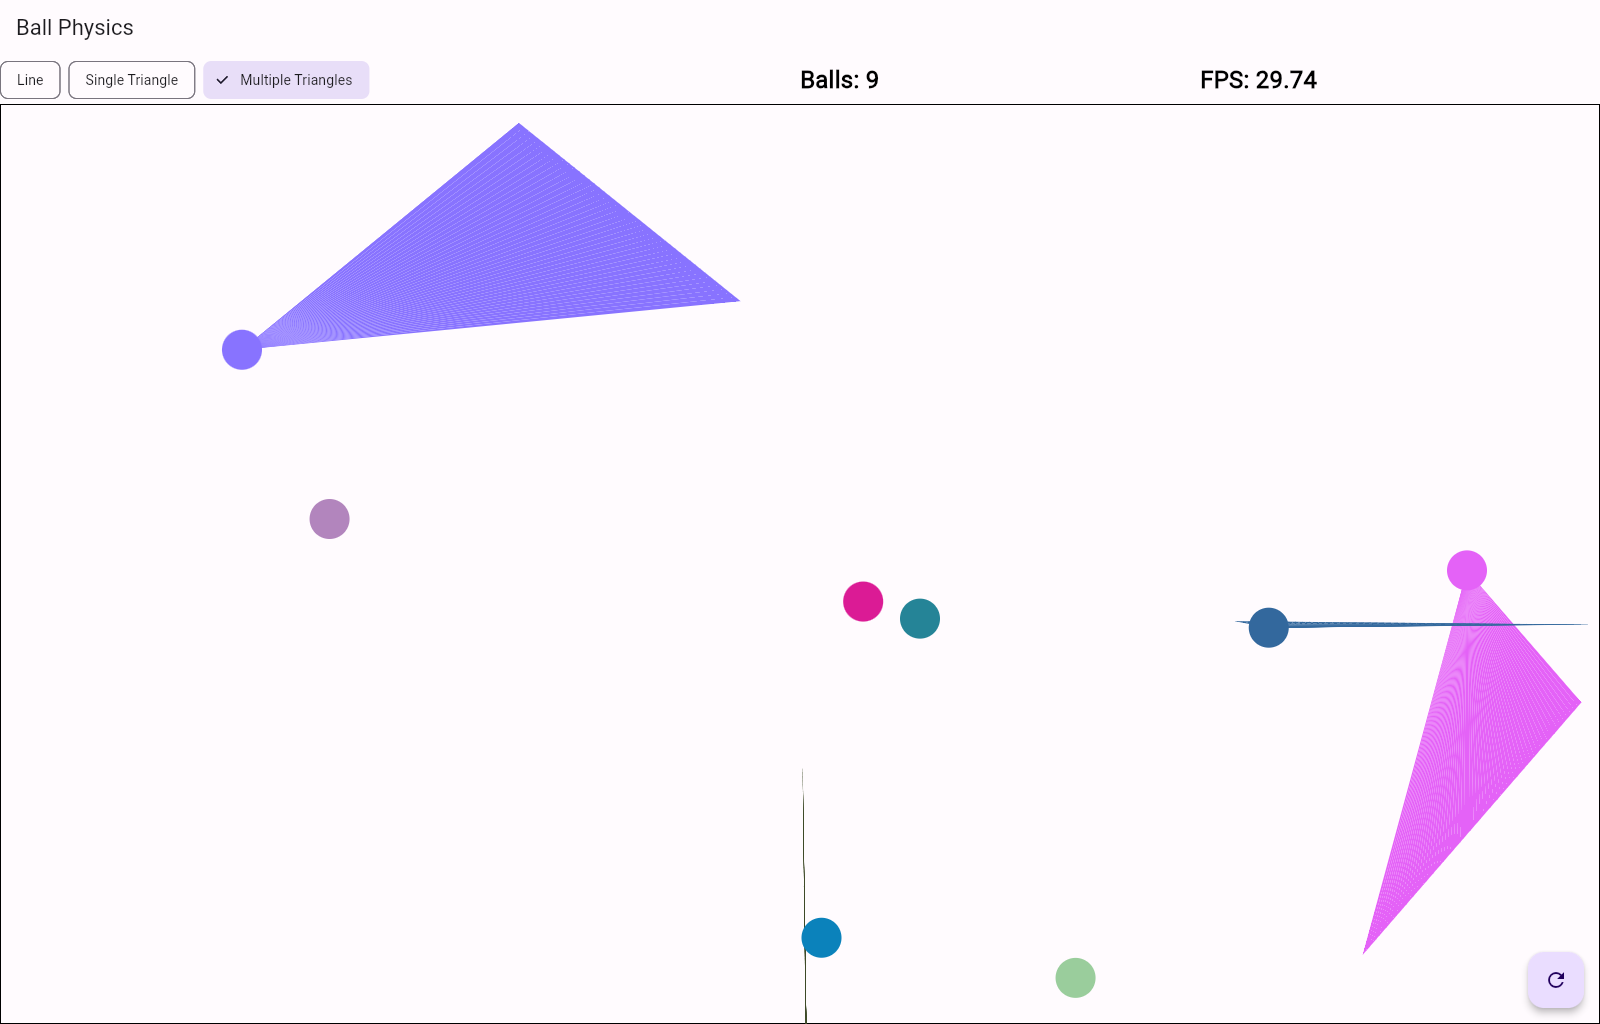 Ball Physics
Line
Single Triangle
Multiple Triangles
Balls: 9
FPS: 29.74